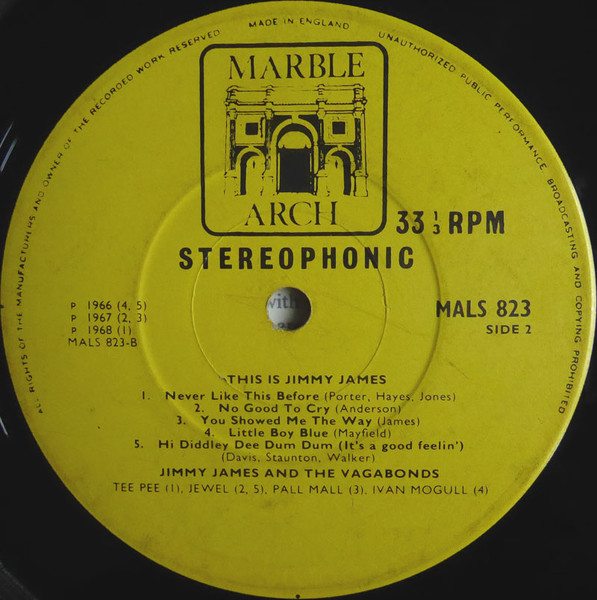 ALL RIGHTS OF THE MANUFACTURERS AND OWNER OF THE RECORDED WORK RESERVED
MADE IN ENGLAND
UNAUTHORIZED PUBLIC PERFORMANCE, BROADCASTING AND COPYING PROHIBITED
MARBLE
ARCH
33 1/3 RPM
STEREOPHONIC
P 1966 (4, 5)
P 1967 (2, 3)
P 1968 (1)
MALS 823-B
with
MALS 823
SIDE 2
THIS IS JIMMY JAMES
1. Never Like This Before (Porter, Hayes, Jones)
2. No Good To Cry (Anderson)
3. You Showed Me The Way (James)
4. Little Boy Blue (Mayfield)
5. Hi Diddley Dee Dum Dum (It's a good feelin')
(Davis, Staunton, Walker)
JIMMY JAMES AND THE VAGABONDS
TEE PEE (1), JEWEL (2, 5), PALL MALL (3), IVAN MOGULL (4)